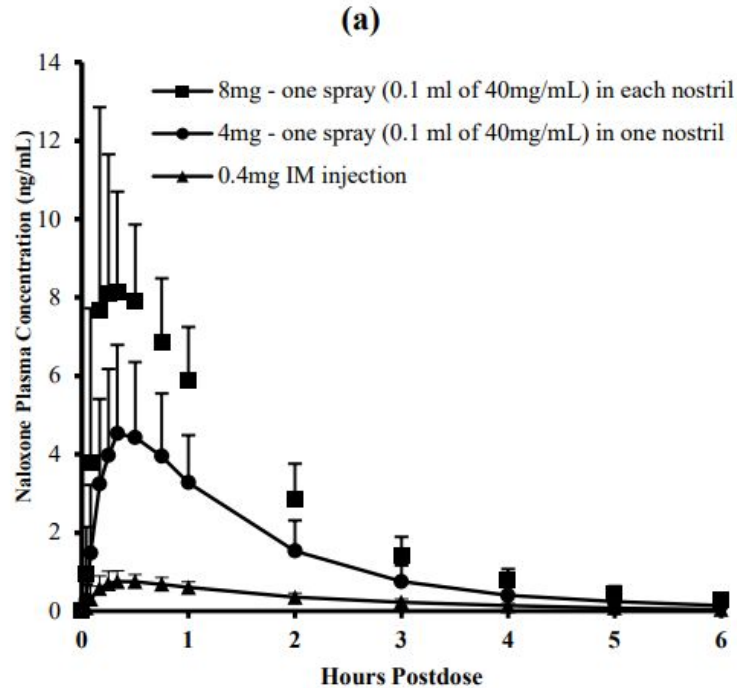 (a)
14
8mg - one spray (0.1 ml of 40mg/mL) in each nostril
12
4mg - one spray (0.1 ml of 40mg/mL) in one nostril
0.4mg IM injection
10
8
6
4
2
0
Naloxone Plasma Concentration (ng/mL)
0 1 2 3 4 5 6
Hours Postdose